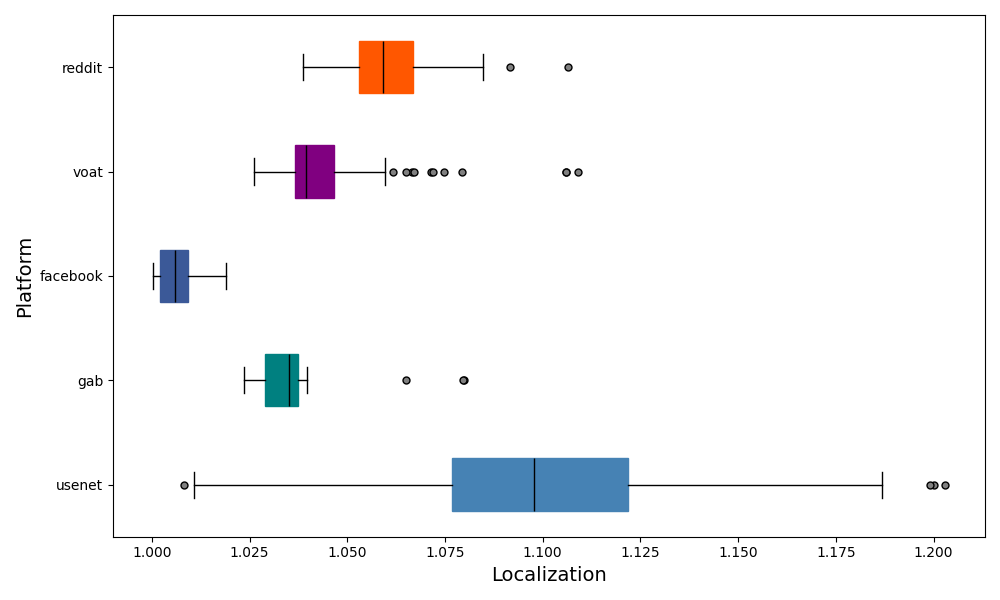 reddit
voat
facebook
gab
usenet
Platform
1.000 1.025 1.050 1.075 1.100 1.125 1.150 1.175 1.200
Localization